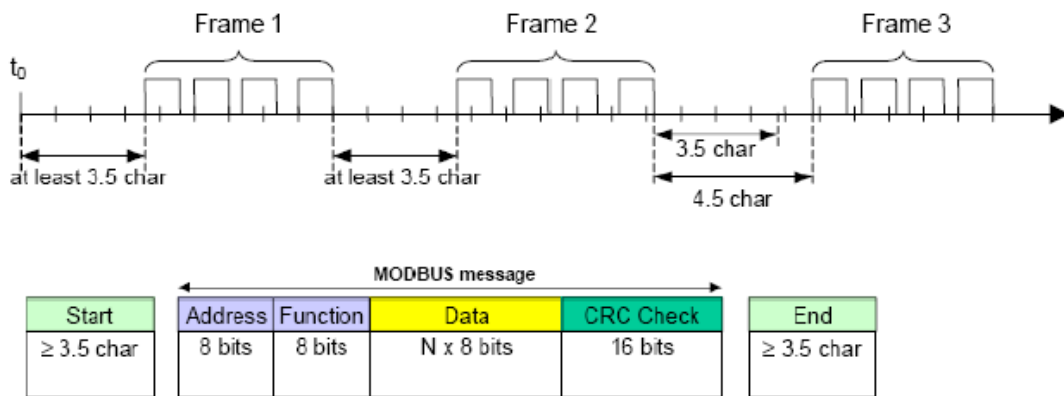 Frame 1 Frame 2 Frame 3
t0
3.5 char
at least 3.5 char at least 3.5 char
4.5 char
MODBUS message
Start Address Function Data CRC Check End
≥ 3.5 char 8 bits 8 bits N x 8 bits 16 bits ≥ 3.5 char